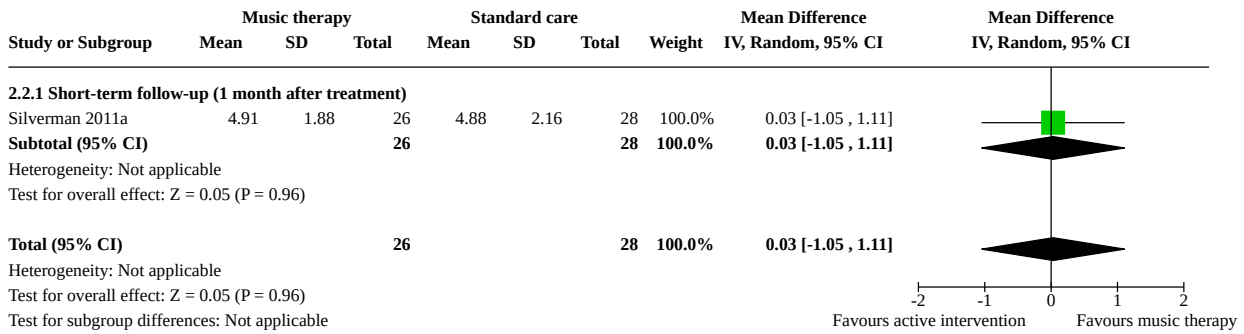 Music therapy Standard care Mean Difference Mean Difference
Study or Subgroup Mean SD Total Mean SD Total Weight IV, Random, 95% CI IV, Random, 95% CI
2.2.1 Short-term follow-up (1 month after treatment)
Silverman 2011a 4.91 1.88 26 4.88 2.16 28 100.0% 0.03 [-1.05 , 1.11]
Subtotal (95% CI) 26 28 100.0% 0.03 [-1.05 , 1.11]
Heterogeneity: Not applicable
Test for overall effect: Z = 0.05 (P = 0.96)
Total (95% CI) 26 28 100.0% 0.03 [-1.05 , 1.11]
Heterogeneity: Not applicable
Test for overall effect: Z = 0.05 (P = 0.96)
-2 -1 0 1 2
Test for subgroup differences: Not applicable Favours active intervention Favours music therapy